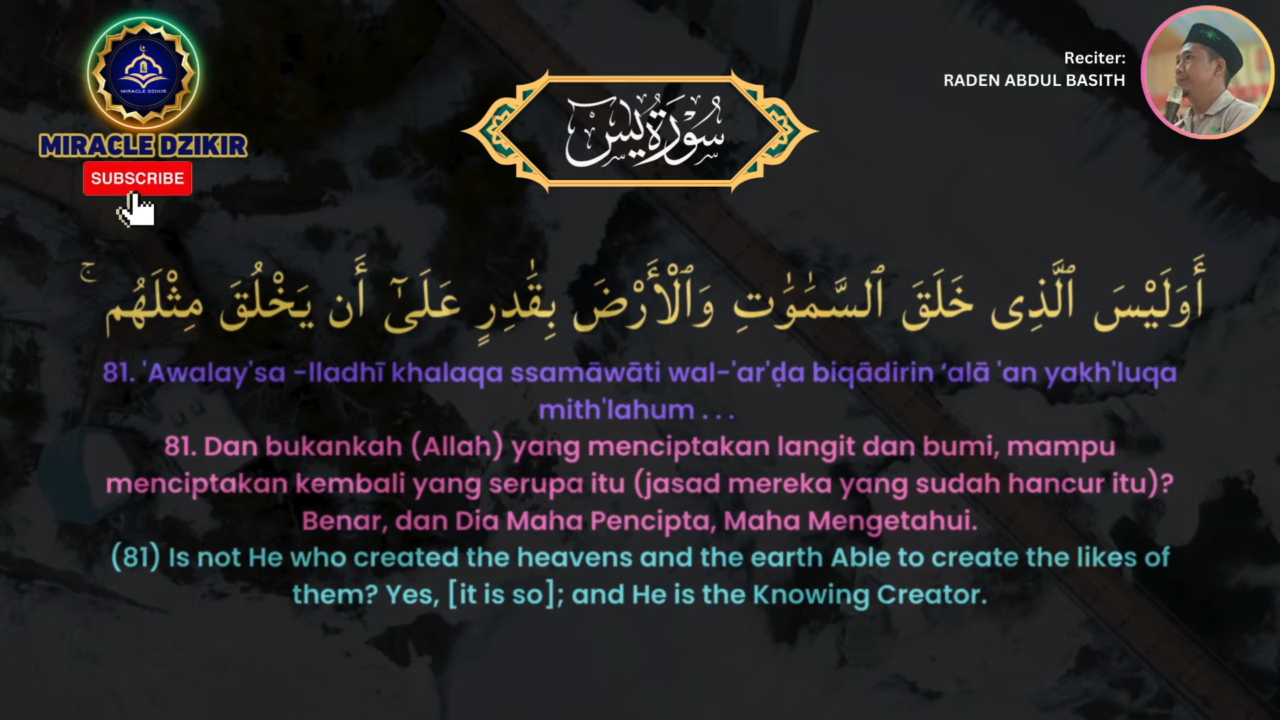 MIRACLE DZIKIR
MIRACLE DZIKIR
SUBSCRIBE
سُوْرَةُ يٰسٓ
Reciter:
RADEN ABDUL BASITH
أَوَلَيْسَ ٱلَّذِى خَلَقَ ٱلسَّمَٰوَٰتِ وَٱلْأَرْضَ بِقَٰدِرٍ عَلَىٰٓ أَن يَخْلُقَ مِثْلَهُم ۚ
81. 'Awalay'sa -lladhī khalaqa ssamāwāti wal-'ar'ḍa biqādirin ‘alā 'an yakh'luqa
mith'lahum . . .
81. Dan bukankah (Allah) yang menciptakan langit dan bumi, mampu
menciptakan kembali yang serupa itu (jasad mereka yang sudah hancur itu)?
Benar, dan Dia Maha Pencipta, Maha Mengetahui.
(81) Is not He who created the heavens and the earth Able to create the likes of
them? Yes, [it is so]; and He is the Knowing Creator.